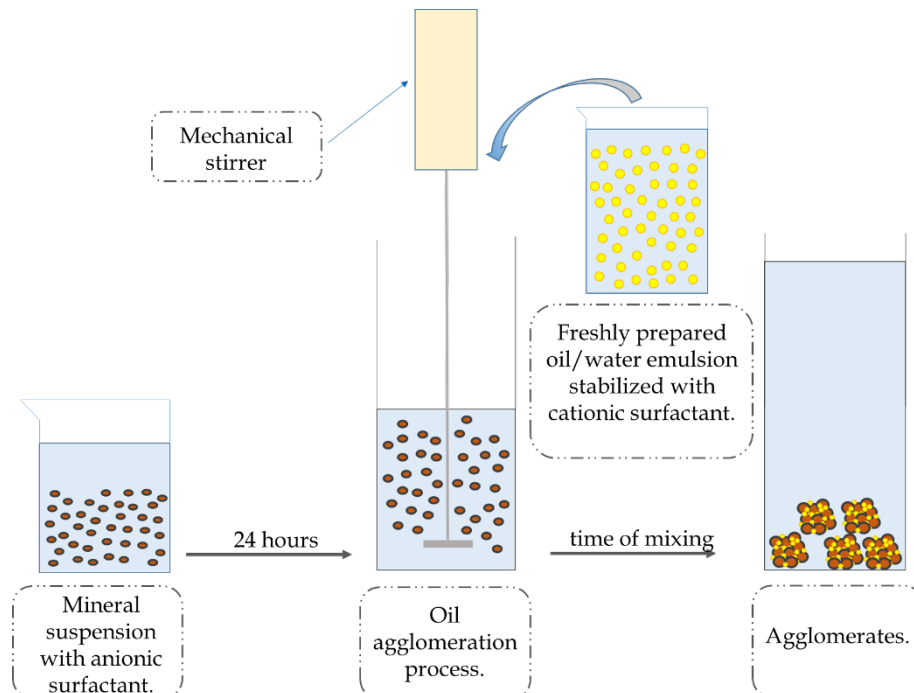 Mechanical
stirrer
Freshly prepared
oil/water emulsion
stabilized with
cationic surfactant.
24 hours
time of mixing
Mineral
suspension
with anionic
surfactant.
Oil
agglomeration
process.
Agglomerates.